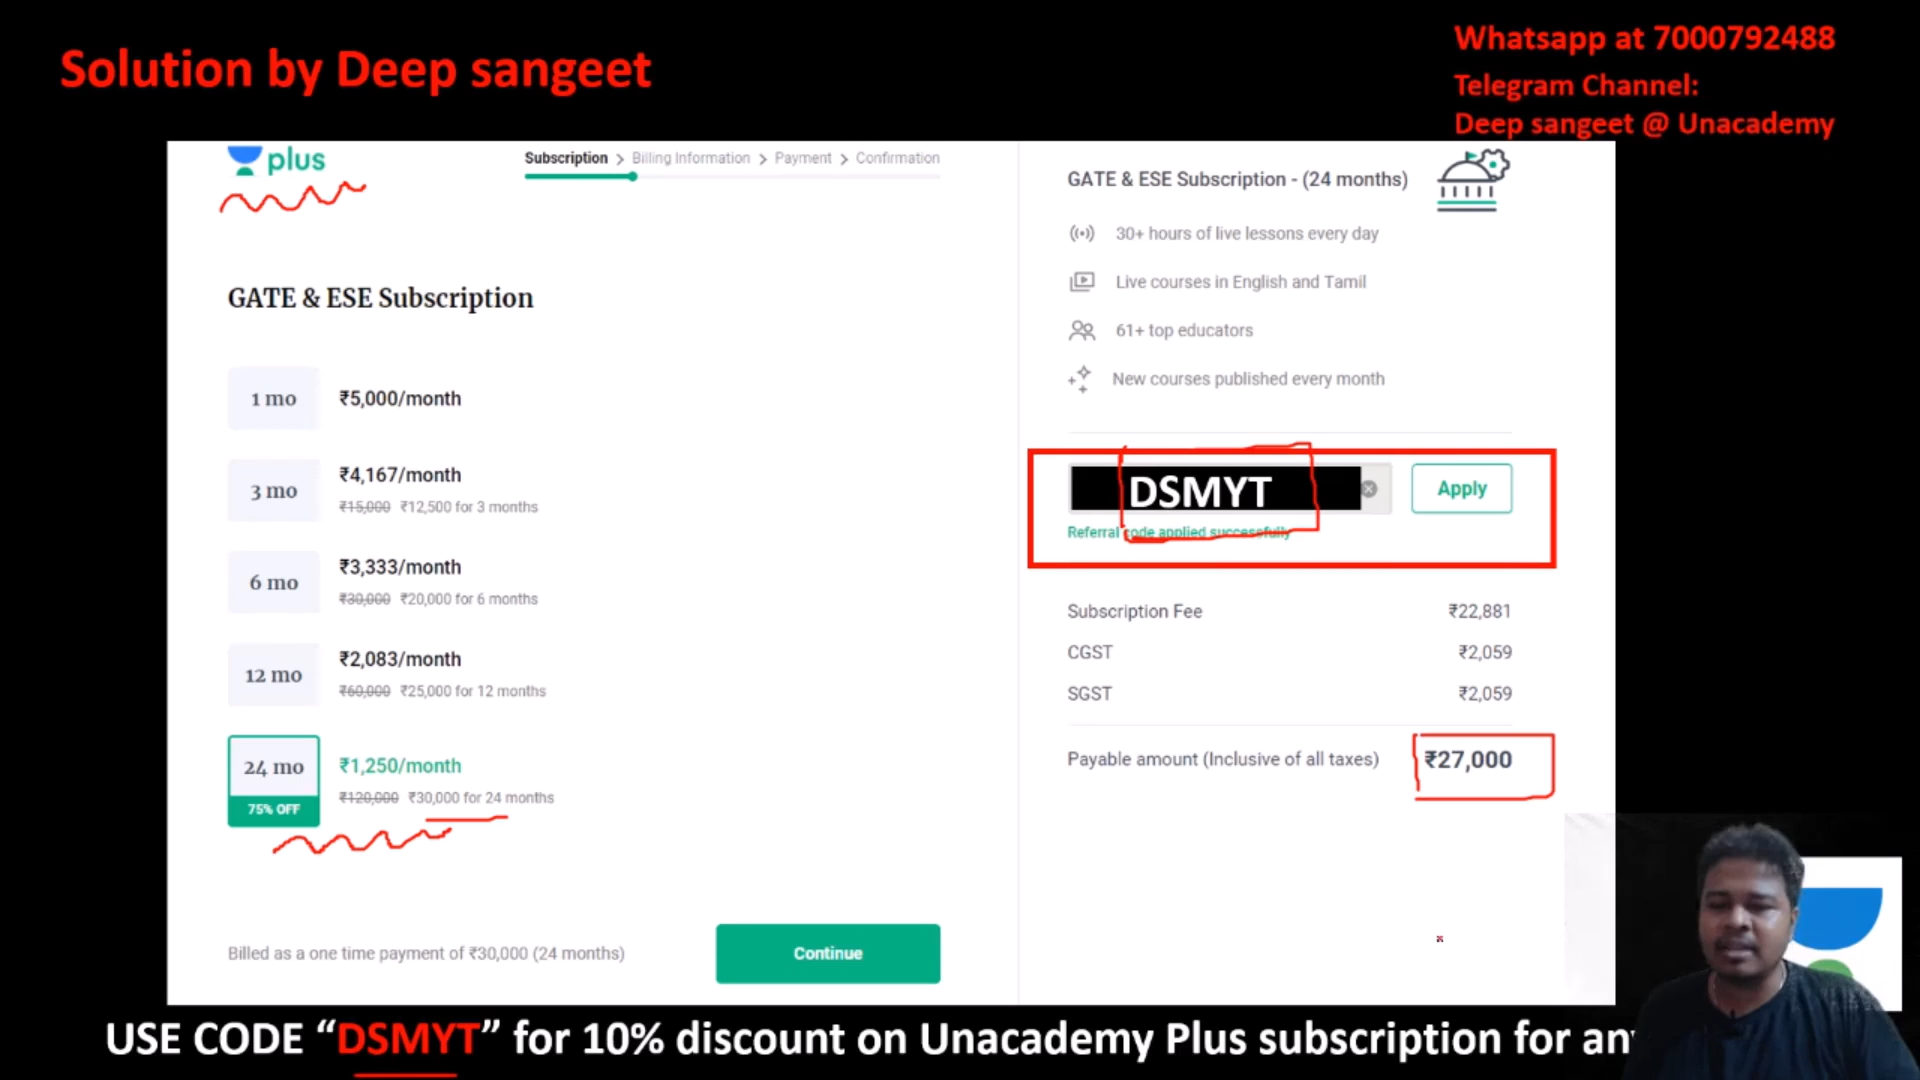 Solution by Deep sangeet
Whatsapp at 7000792488
Telegram Channel:
Deep sangeet @ Unacademy
plus
Subscription > Billing Information > Payment > Confirmation
GATE & ESE Subscription
1 mo ₹5,000/month
3 mo ₹4,167/month
₹15,000 ₹12,500 for 3 months
6 mo ₹3,333/month
₹30,000 ₹20,000 for 6 months
12 mo ₹2,083/month
₹60,000 ₹25,000 for 12 months
24 mo ₹1,250/month
75% OFF ₹120,000 ₹30,000 for 24 months
Billed as a one time payment of ₹30,000 (24 months)
Continue
GATE & ESE Subscription - (24 months)
30+ hours of live lessons every day
Live courses in English and Tamil
61+ top educators
New courses published every month
DSMYT Apply
Referral code applied successfully
Subscription Fee ₹22,881
CGST ₹2,059
SGST ₹2,059
Payable amount (Inclusive of all taxes) ₹27,000
USE CODE “DSMYT” for 10% discount on Unacademy Plus subscription for